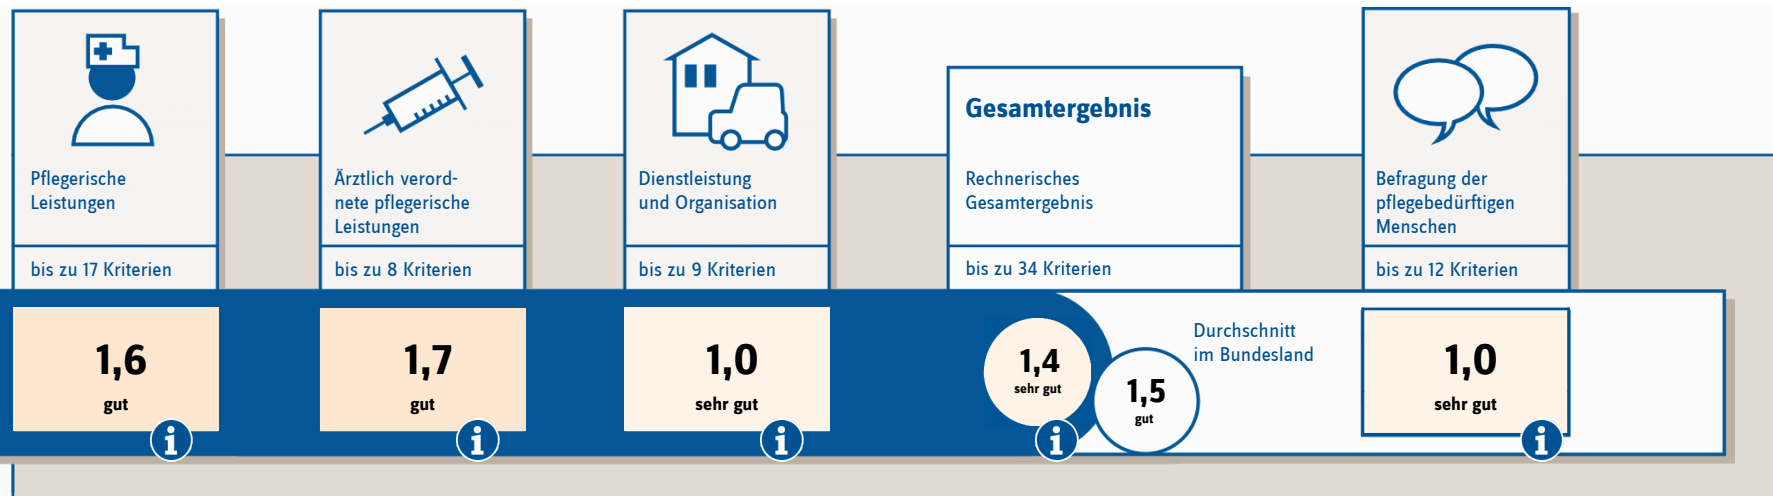 Pflegerische
Leistungen
bis zu 17 Kriterien
1,6
gut
i
Ärztlich verord-
nete pflegerische
Leistungen
bis zu 8 Kriterien
1,7
gut
i
Dienstleistung
und Organisation
bis zu 9 Kriterien
1,0
sehr gut
i
Gesamtergebnis
Rechnerisches
Gesamtergebnis
bis zu 34 Kriterien
1,4
sehr gut
i
1,5
gut
Durchschnitt
im Bundesland
Befragung der
pflegebedürftigen
Menschen
bis zu 12 Kriterien
1,0
sehr gut
i